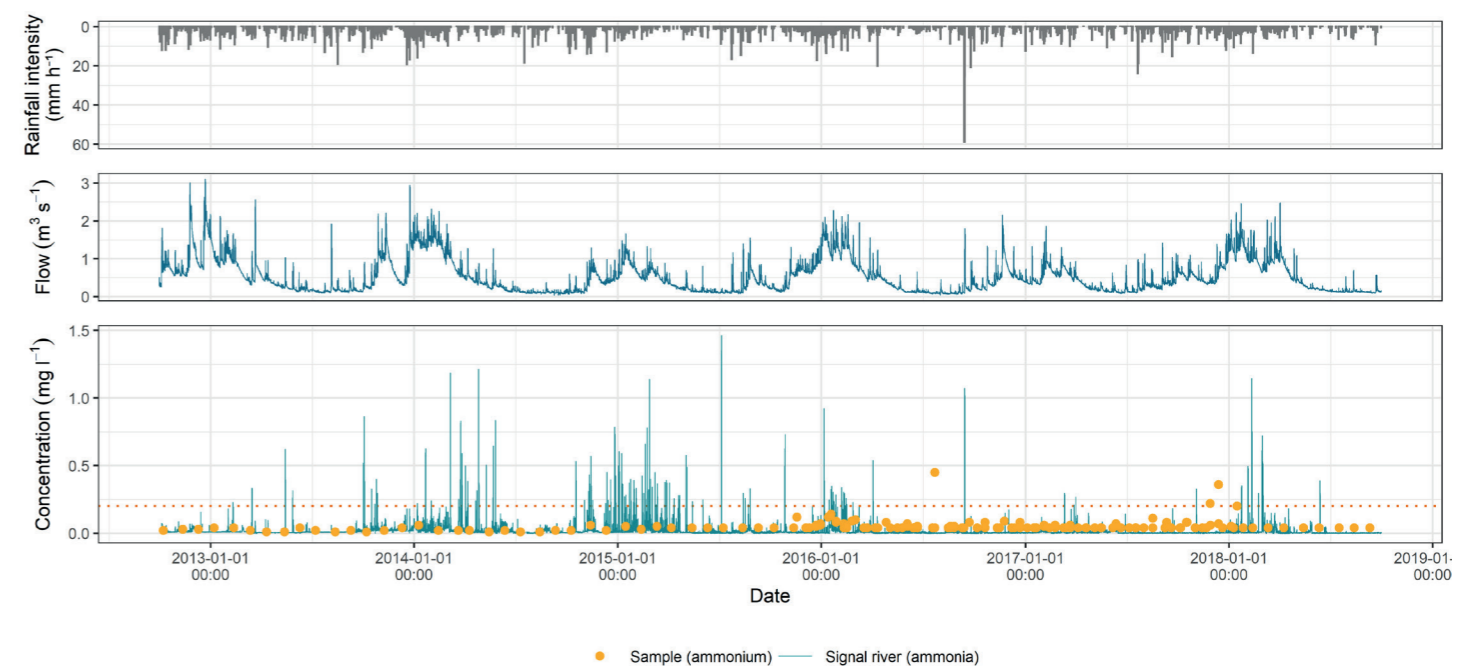 Rainfall intensity
(mm h⁻¹)
0
20
40
60
Flow (m³ s⁻¹)
3
2
1
0
Concentration (mg l⁻¹)
1.5
1.0
0.5
0.0
2013-01-01 2014-01-01 2015-01-01 2016-01-01 2017-01-01 2018-01-01 2019-01-
00:00 00:00 00:00 00:00 00:00 00:00 00:00
Date
Sample (ammonium) Signal river (ammonia)